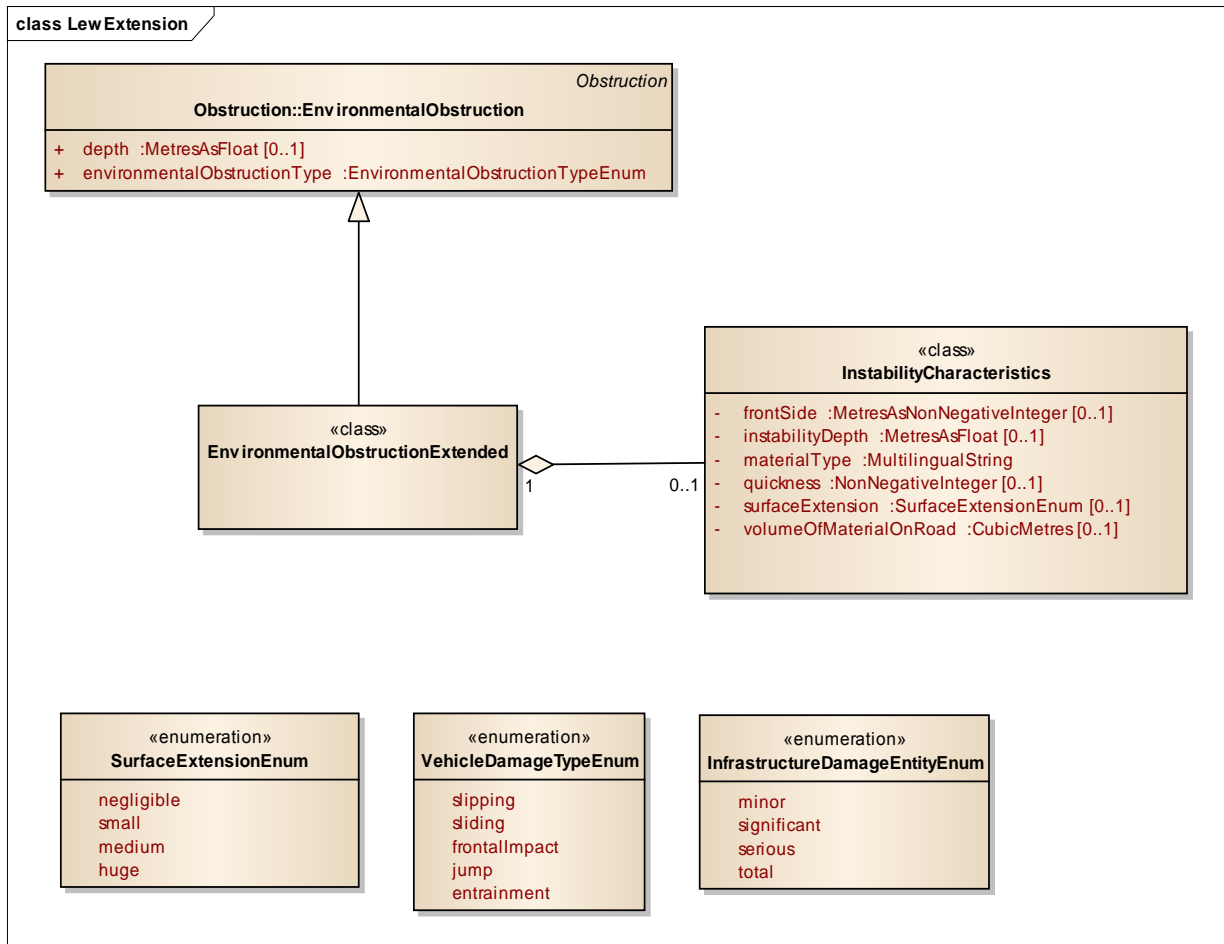 class LewExtension
Obstruction
Obstruction::EnvironmentalObstruction
+ depth :MetresAsFloat [0..1]
+ environmentalObstructionType :EnvironmentalObstructionTypeEnum
«class»
EnvironmentalObstructionExtended
1
0..1
«class»
InstabilityCharacteristics
- frontSide :MetresAsNonNegativeInteger [0..1]
- instabilityDepth :MetresAsFloat [0..1]
- materialType :MultilingualString
- quickness :NonNegativeInteger [0..1]
- surfaceExtension :SurfaceExtensionEnum [0..1]
- volumeOfMaterialOnRoad :CubicMetres [0..1]
«enumeration»
SurfaceExtensionEnum
negligible
small
medium
huge
«enumeration»
VehicleDamageTypeEnum
slipping
sliding
frontalImpact
jump
entrainment
«enumeration»
InfrastructureDamageEntityEnum
minor
significant
serious
total